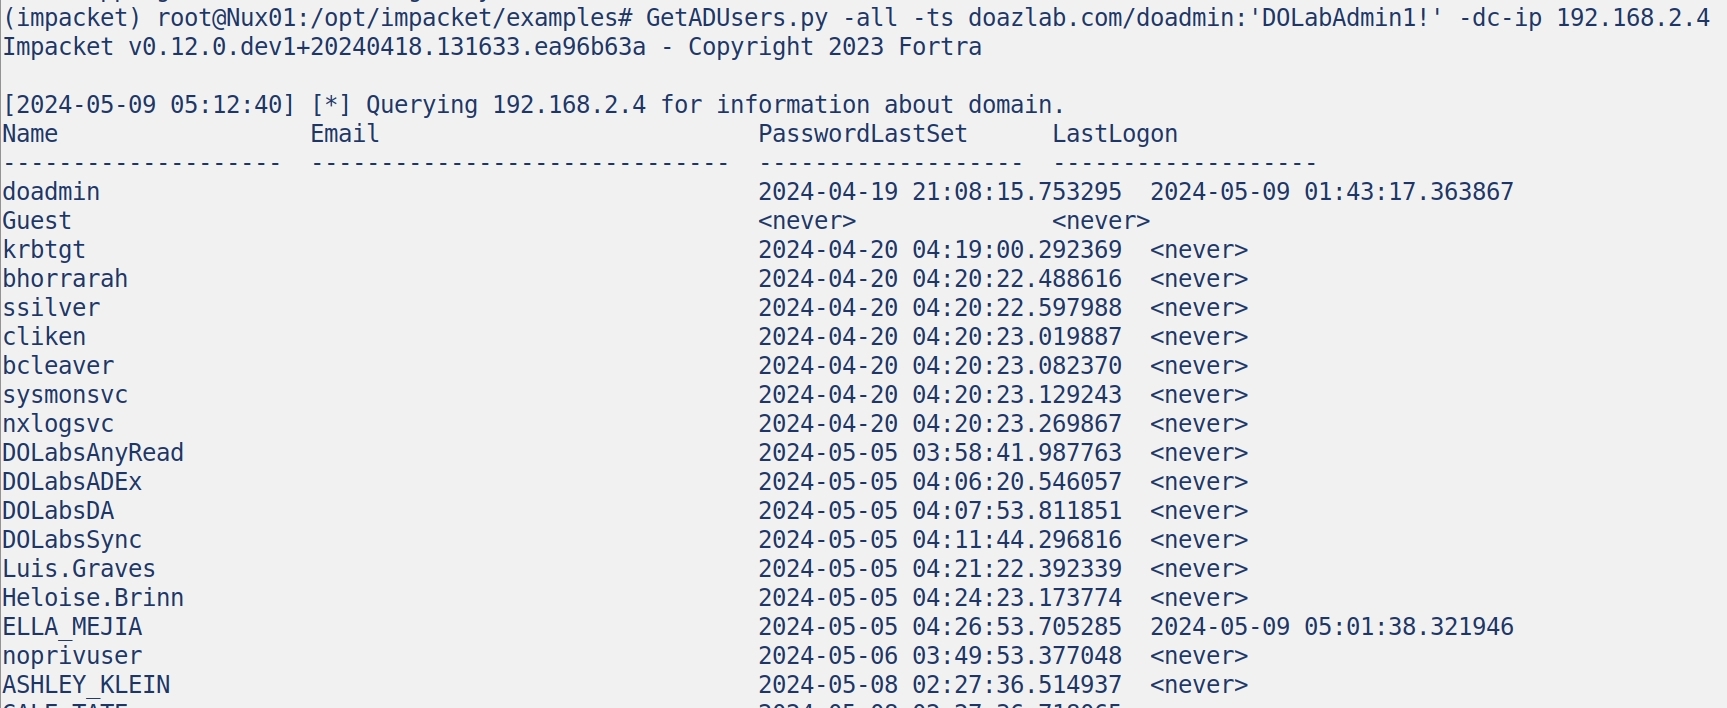 (impacket) root@Nux01:/opt/impacket/examples# GetADUsers.py -all -ts doazlab.com/doadmin:'DOLabAdmin1!' -dc-ip 192.168.2.4
Impacket v0.12.0.dev1+20240418.131633.ea96b63a - Copyright 2023 Fortra
[2024-05-09 05:12:40] [*] Querying 192.168.2.4 for information about domain.
Name                  Email                           PasswordLastSet      LastLogon
--------------------  ------------------------------  -------------------  -------------------
doadmin                                               2024-04-19 21:08:15.753295  2024-05-09 01:43:17.363867
Guest                                                 <never>              <never>
krbtgt                                                2024-04-20 04:19:00.292369  <never>
bhorrarah                                             2024-04-20 04:20:22.488616  <never>
ssilver                                               2024-04-20 04:20:22.597988  <never>
cliken                                                2024-04-20 04:20:23.019887  <never>
bcleaver                                              2024-04-20 04:20:23.082370  <never>
sysmonsvc                                             2024-04-20 04:20:23.129243  <never>
nxlogsvc                                              2024-04-20 04:20:23.269867  <never>
DOLabsAnyRead                                         2024-05-05 03:58:41.987763  <never>
DOLabsADEx                                            2024-05-05 04:06:20.546057  <never>
DOLabsDA                                              2024-05-05 04:07:53.811851  <never>
DOLabsSync                                            2024-05-05 04:11:44.296816  <never>
Luis.Graves                                           2024-05-05 04:21:22.392339  <never>
Heloise.Brinn                                         2024-05-05 04:24:23.173774  <never>
ELLA_MEJIA                                            2024-05-05 04:26:53.705285  2024-05-09 05:01:38.321946
noprivuser                                            2024-05-06 03:49:53.377048  <never>
ASHLEY_KLEIN                                          2024-05-08 02:27:36.514937  <never>